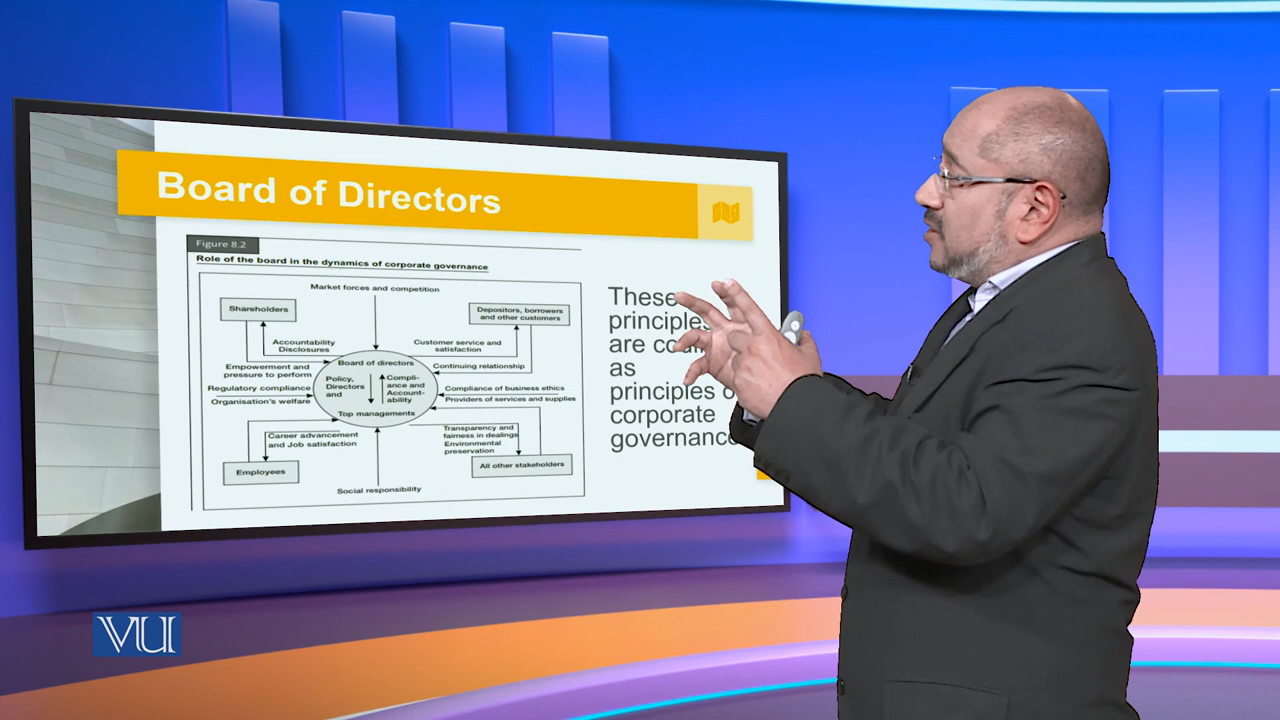 Board of Directors
Figure 8.2
Role of the board in the dynamics of corporate governance
Market forces and competition
Shareholders
Depositors, borrowers
and other customers
Accountability
Disclosures
Customer service and
satisfaction
Empowerment and
pressure to perform
Continuing relationship
Board of directors
Policy,
Directors
and
Compli-
ance and
Account-
ability
Top managements
Regulatory compliance
Organisation's welfare
Compliance of business ethics
Providers of services and supplies
Career advancement
and Job satisfaction
Transparency and
fairness in dealings
Environmental
preservation
Employees
All other stakeholders
Social responsibility
These
principles
are
as
principles
corporate
governance
VU